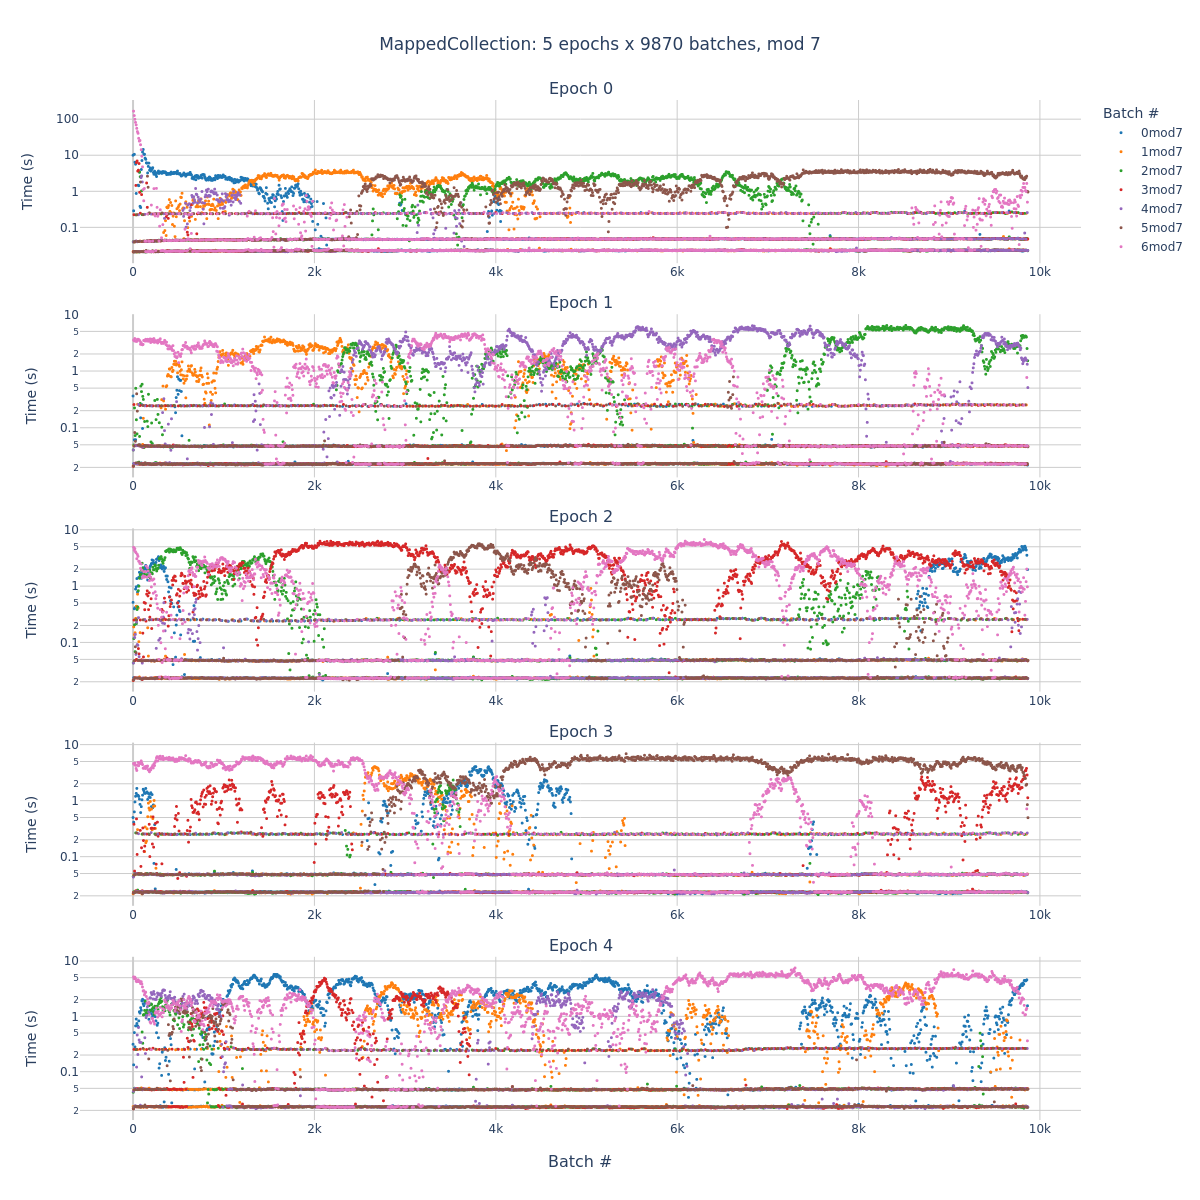 MappedCollection: 5 epochs x 9870 batches, mod 7
Epoch 0
Batch #
0mod7
1mod7
2mod7
3mod7
4mod7
5mod7
6mod7
Time (s)
100
10
1
0.1
0 2k 4k 6k 8k 10k
Epoch 1
Time (s)
10
5
2
1
5
2
0.1
5
2
0 2k 4k 6k 8k 10k
Epoch 2
Time (s)
10
5
2
1
5
2
0.1
5
2
0 2k 4k 6k 8k 10k
Epoch 3
Time (s)
10
5
2
1
5
2
0.1
5
2
0 2k 4k 6k 8k 10k
Epoch 4
Time (s)
10
5
2
1
5
2
0.1
5
2
0 2k 4k 6k 8k 10k
Batch #